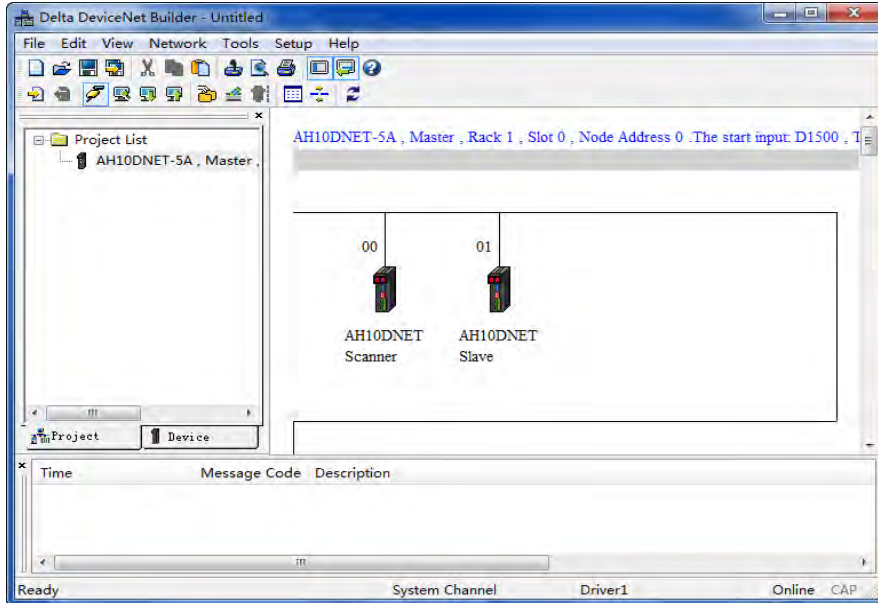 Delta DeviceNet Builder - Untitled
File Edit View Network Tools Setup Help
Project List
AH10DNET-5A , Master ,
AH10DNET-5A , Master , Rack 1 , Slot 0 , Node Address 0 .The start input: D1500 , T
00
01
AH10DNET
Scanner
AH10DNET
Slave
Project
Device
Time Message Code Description
Ready System Channel Driver1 Online CAP